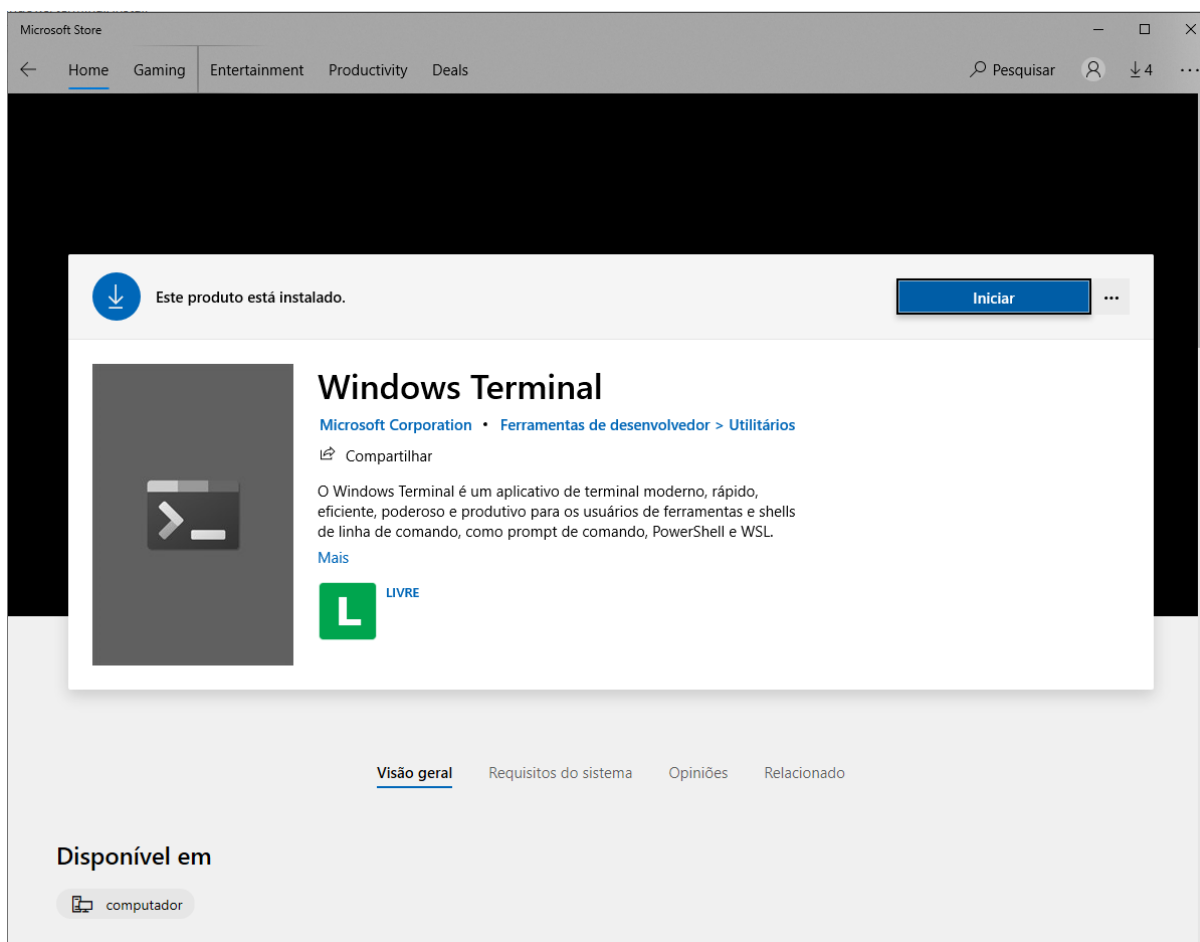 Microsoft Store
Home Gaming Entertainment Productivity Deals Pesquisar 4
Este produto está instalado.
Iniciar
Windows Terminal
Microsoft Corporation • Ferramentas de desenvolvedor > Utilitários
Compartilhar
O Windows Terminal é um aplicativo de terminal moderno, rápido,
eficiente, poderoso e produtivo para os usuários de ferramentas e shells
de linha de comando, como prompt de comando, PowerShell e WSL.
Mais
L LIVRE
Visão geral Requisitos do sistema Opiniões Relacionado
Disponível em
computador